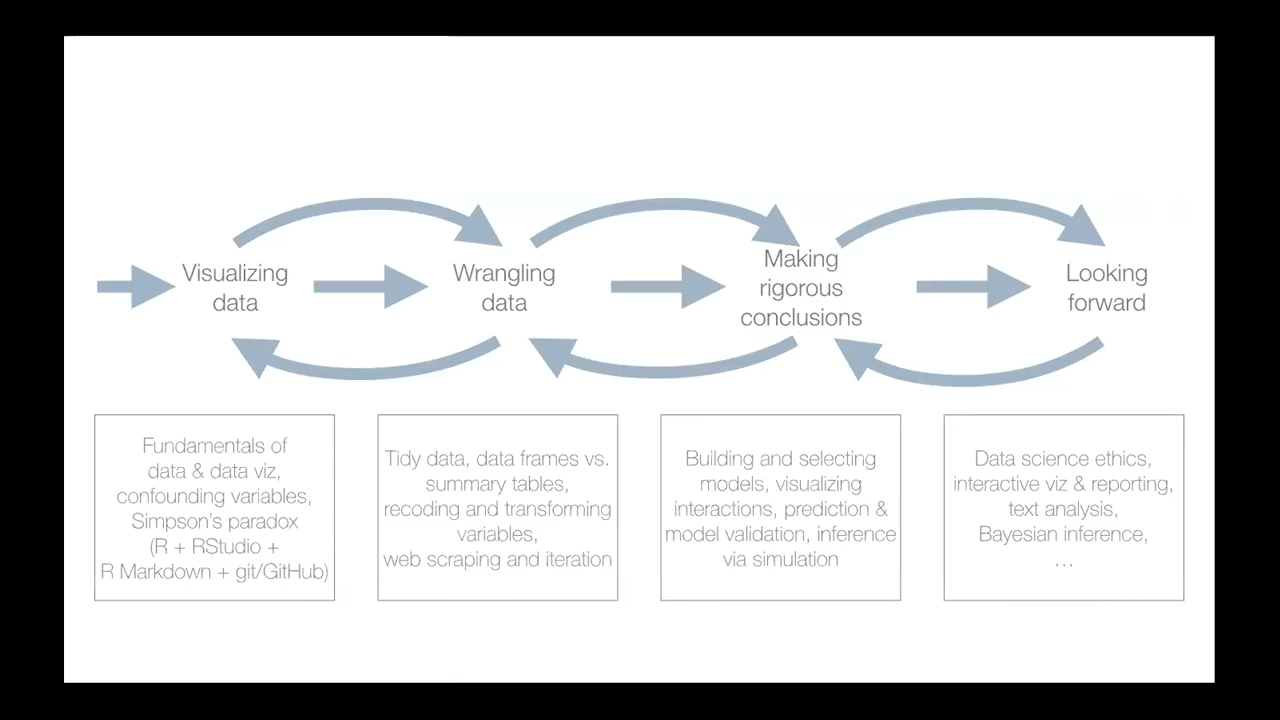 Visualizing
data
Wrangling
data
Making
rigorous
conclusions
Looking
forward
Fundamentals of
data & data viz,
confounding variables,
Simpson's paradox
(R + RStudio +
R Markdown + git/GitHub)
Tidy data, data frames vs.
summary tables,
recoding and transforming
variables,
web scraping and iteration
Building and selecting
models, visualizing
interactions, prediction &
model validation, inference
via simulation
Data science ethics,
interactive viz & reporting,
text analysis,
Bayesian inference,
…